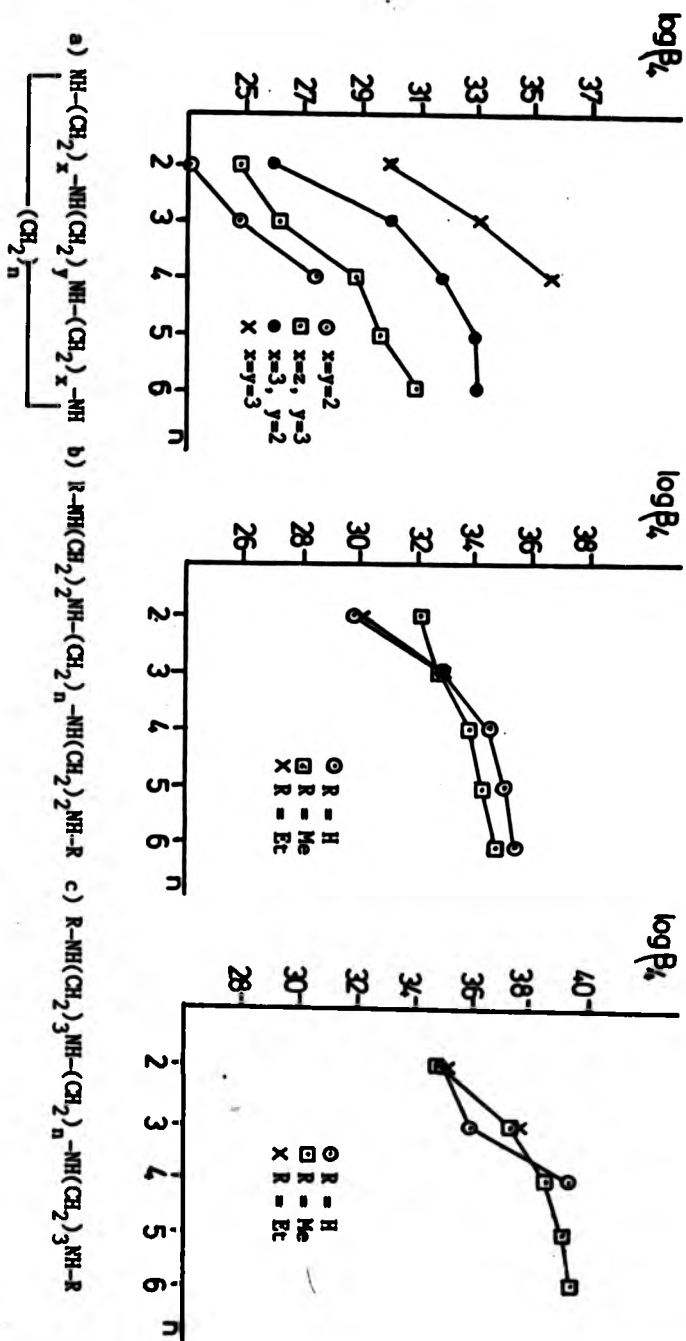 logβ4
25 27 29 31 33 35 37
2 3 4 5 6 n
⊙ x=y=2
⊡ x=z, y=3
● x=3, y=2
× x=y=3
a) NH-(CH2)x-NH(CH2)yNH-(CH2)x-NH
(CH2)n
logβ4
26 28 30 32 34 36 38
2 3 4 5 6 n
⊙ R = H
⊡ R = Me
× R = Et
b) R-NH(CH2)2NH-(CH2)n-NH(CH2)2NH-R
logβ4
28 30 32 34 36 38 40
2 3 4 5 6 n
⊙ R = H
⊡ R = Me
× R = Et
c) R-NH(CH2)3NH-(CH2)n-NH(CH2)3NH-R